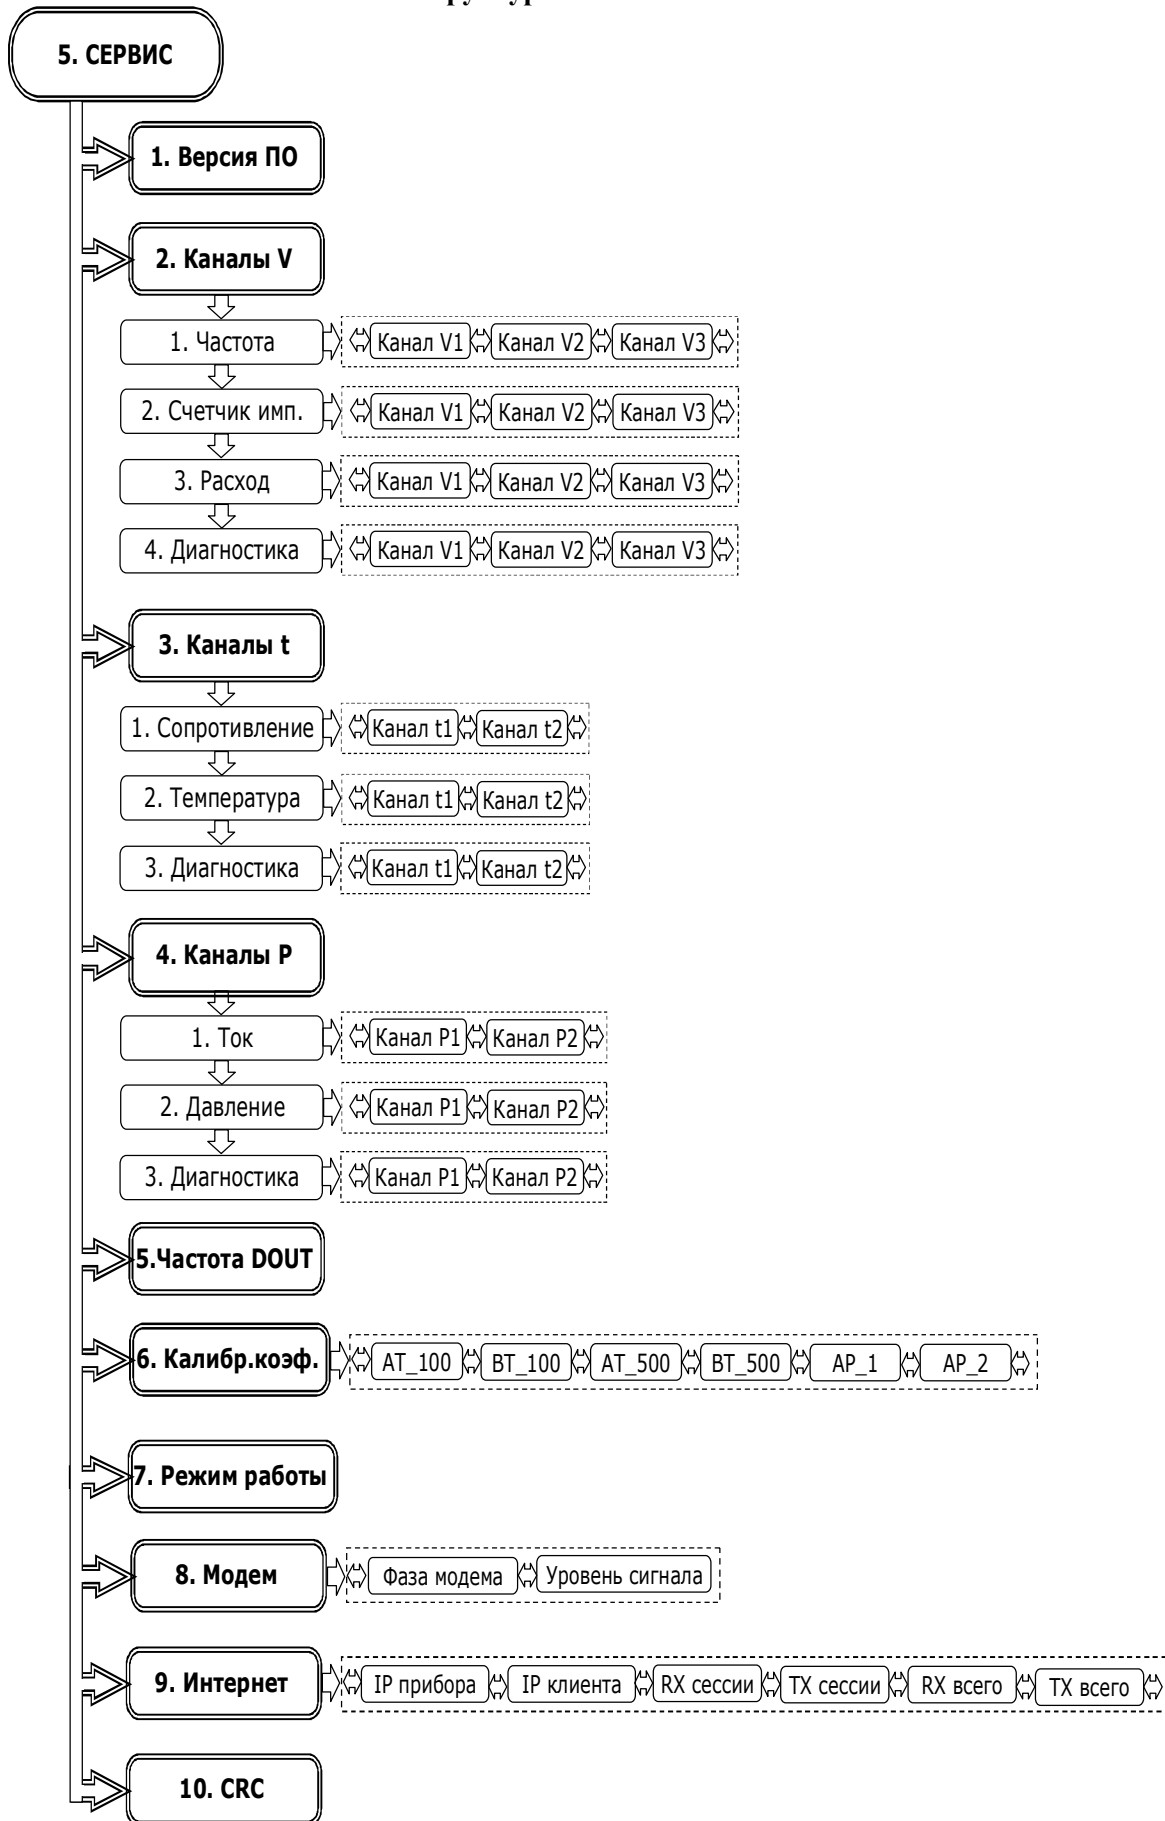 5. СЕРВИС
1. Версия ПО
2. Каналы V
1. Частота Канал V1 Канал V2 Канал V3
2. Счетчик имп. Канал V1 Канал V2 Канал V3
3. Расход Канал V1 Канал V2 Канал V3
4. Диагностика Канал V1 Канал V2 Канал V3
3. Каналы t
1. Сопротивление Канал t1 Канал t2
2. Температура Канал t1 Канал t2
3. Диагностика Канал t1 Канал t2
4. Каналы P
1. Ток Канал P1 Канал P2
2. Давление Канал P1 Канал P2
3. Диагностика Канал P1 Канал P2
5.Частота DOUT
6. Калибр.коэф. AT_100 BT_100 AT_500 BT_500 AP_1 AP_2
7. Режим работы
8. Модем Фаза модема Уровень сигнала
9. Интернет IP прибора IP клиента RX сессии TX сессии RX всего TX всего
10. CRC